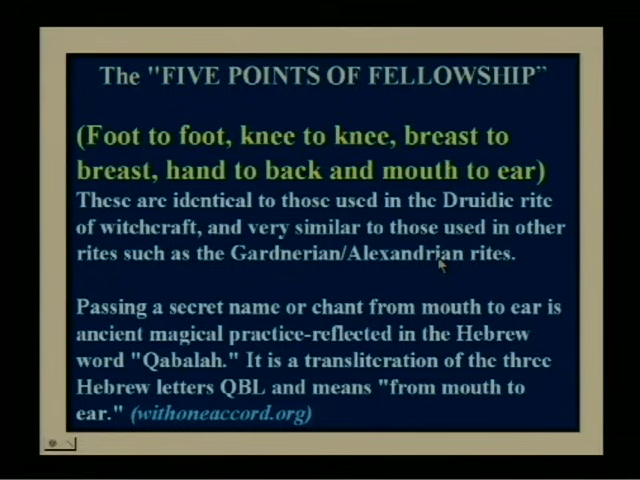 The "FIVE POINTS OF FELLOWSHIP"
(Foot to foot, knee to knee, breast to
breast, hand to back and mouth to ear)
These are identical to those used in the Druidic rite
of witchcraft, and very similar to those used in other
rites such as the Gardnerian/Alexandrian rites.
Passing a secret name or chant from mouth to ear is
ancient magical practice-reflected in the Hebrew
word "Qabalah." It is a transliteration of the three
Hebrew letters QBL and means "from mouth to
ear." (withoneaccord.org)